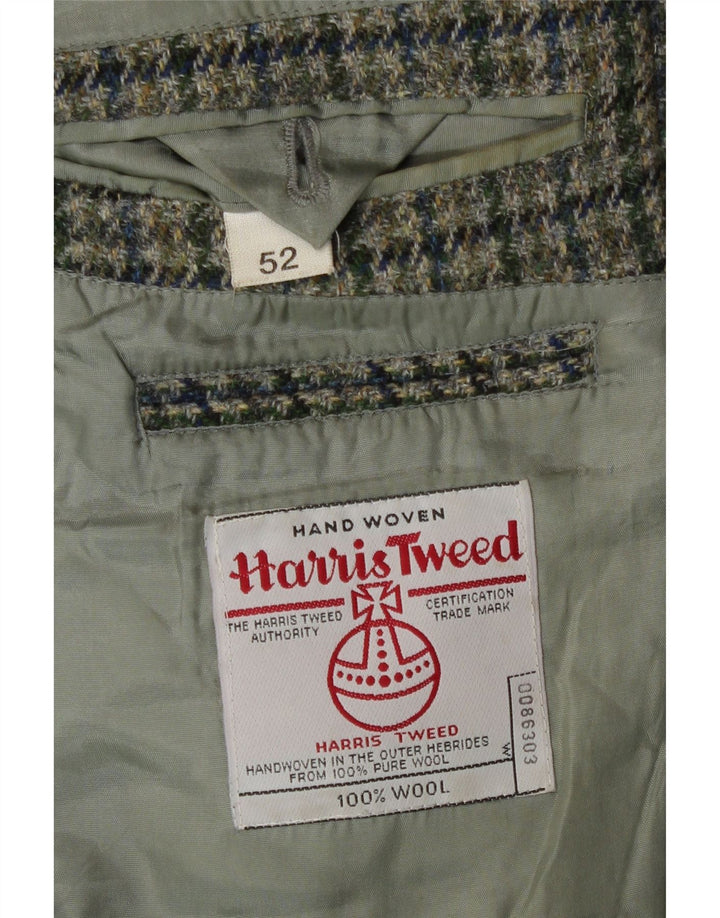 52
HAND WOVEN
Harris Tweed
THE HARRIS TWEED
AUTHORITY
CERTIFICATION
TRADE MARK
HARRIS TWEED
HANDWOVEN IN THE OUTER HEBRIDES
FROM 100% PURE WOOL
W 0086303
100% WOOL